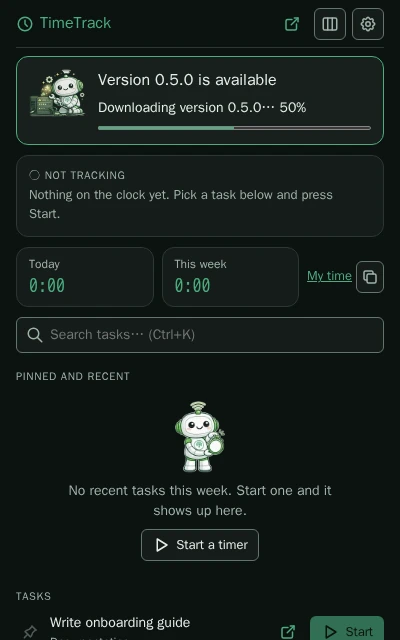 TimeTrack
Version 0.5.0 is available
Downloading version 0.5.0··· 50%
NOT TRACKING
Nothing on the clock yet. Pick a task below and press
Start.
Today
0:00
This week
0:00
My time
Search tasks··· (Ctrl+K)
PINNED AND RECENT
No recent tasks this week. Start one and it
shows up here.
Start a timer
TASKS
Write onboarding guide
Start